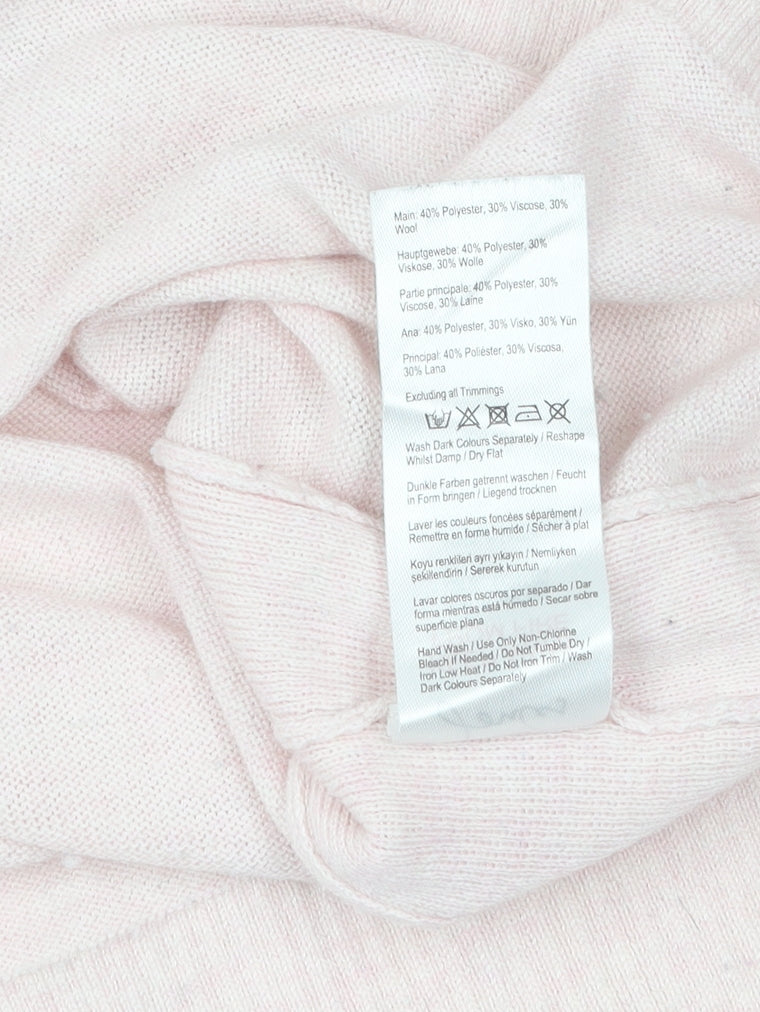 Main: 40% Polyester, 30% Viscose, 30%
Wool
Hauptgewebe: 40% Polyester, 30%
Viskose, 30% Wolle
Partie principale: 40% Polyester, 30%
Viscose, 30% Laine
Ana: 40% Polyester, 30% Visko, 30% Yün
Principal: 40% Poliéster, 30% Viscosa,
30% Lana
Excluding all Trimmings
Wash Dark Colours Separately / Reshape
Whilst Damp / Dry Flat
Dunkle Farben getrennt waschen / Feucht
in Form bringen / Liegend trocknen
Laver les couleurs foncées séparément /
Remettre en forme humide / Sécher à plat
Koyu renklileri ayrı yıkayın / Nemliyken
şekillendirin / Sererek kurutun
Lavar colores oscuros por separado / Dar
forma mientras está húmedo / Secar sobre
superficie plana
Hand Wash / Use Only Non-Chlorine
Bleach If Needed / Do Not Tumble Dry /
Iron Low Heat / Do Not Iron Trim / Wash
Dark Colours Separately